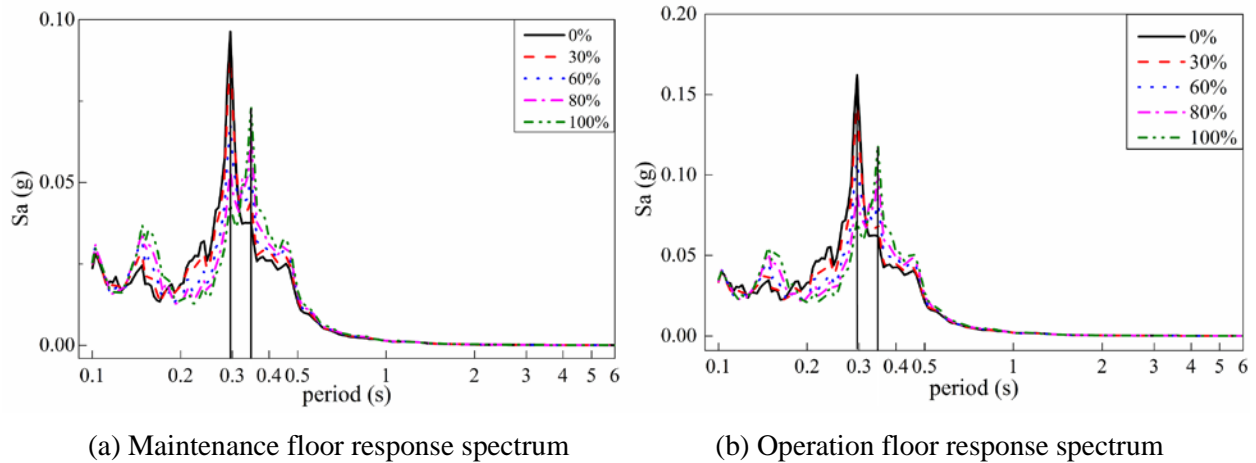 0.10
0.05
0.00
Sa (g)
0%
30%
60%
80%
100%
0.1 0.2 0.3 0.4 0.5 1 2 3 4 5 6
period (s)
(a) Maintenance floor response spectrum
0.20
0.15
0.10
0.05
0.00
Sa (g)
0%
30%
60%
80%
100%
0.1 0.2 0.3 0.4 0.5 1 2 3 4 5 6
period (s)
(b) Operation floor response spectrum